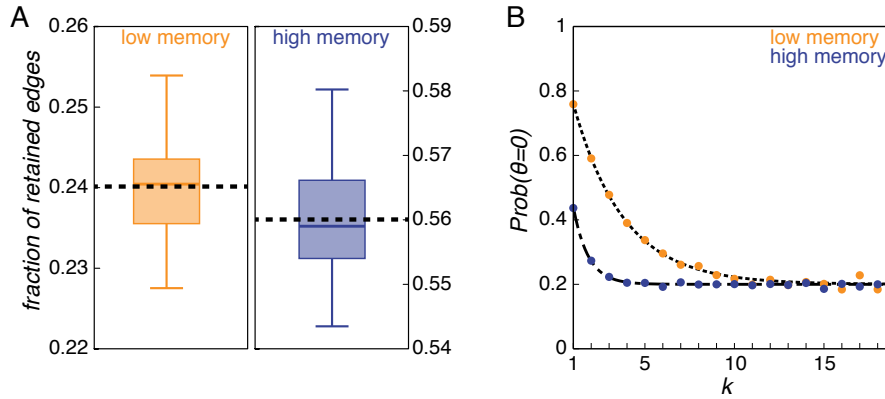 A
fraction of retained edges
0.26
0.25
0.24
0.23
0.22
low memory
high memory
0.59
0.58
0.57
0.56
0.55
0.54
B
Prob(θ=0)
1
0.8
0.6
0.4
0.2
0
low memory
high memory
1
5
10
15
k